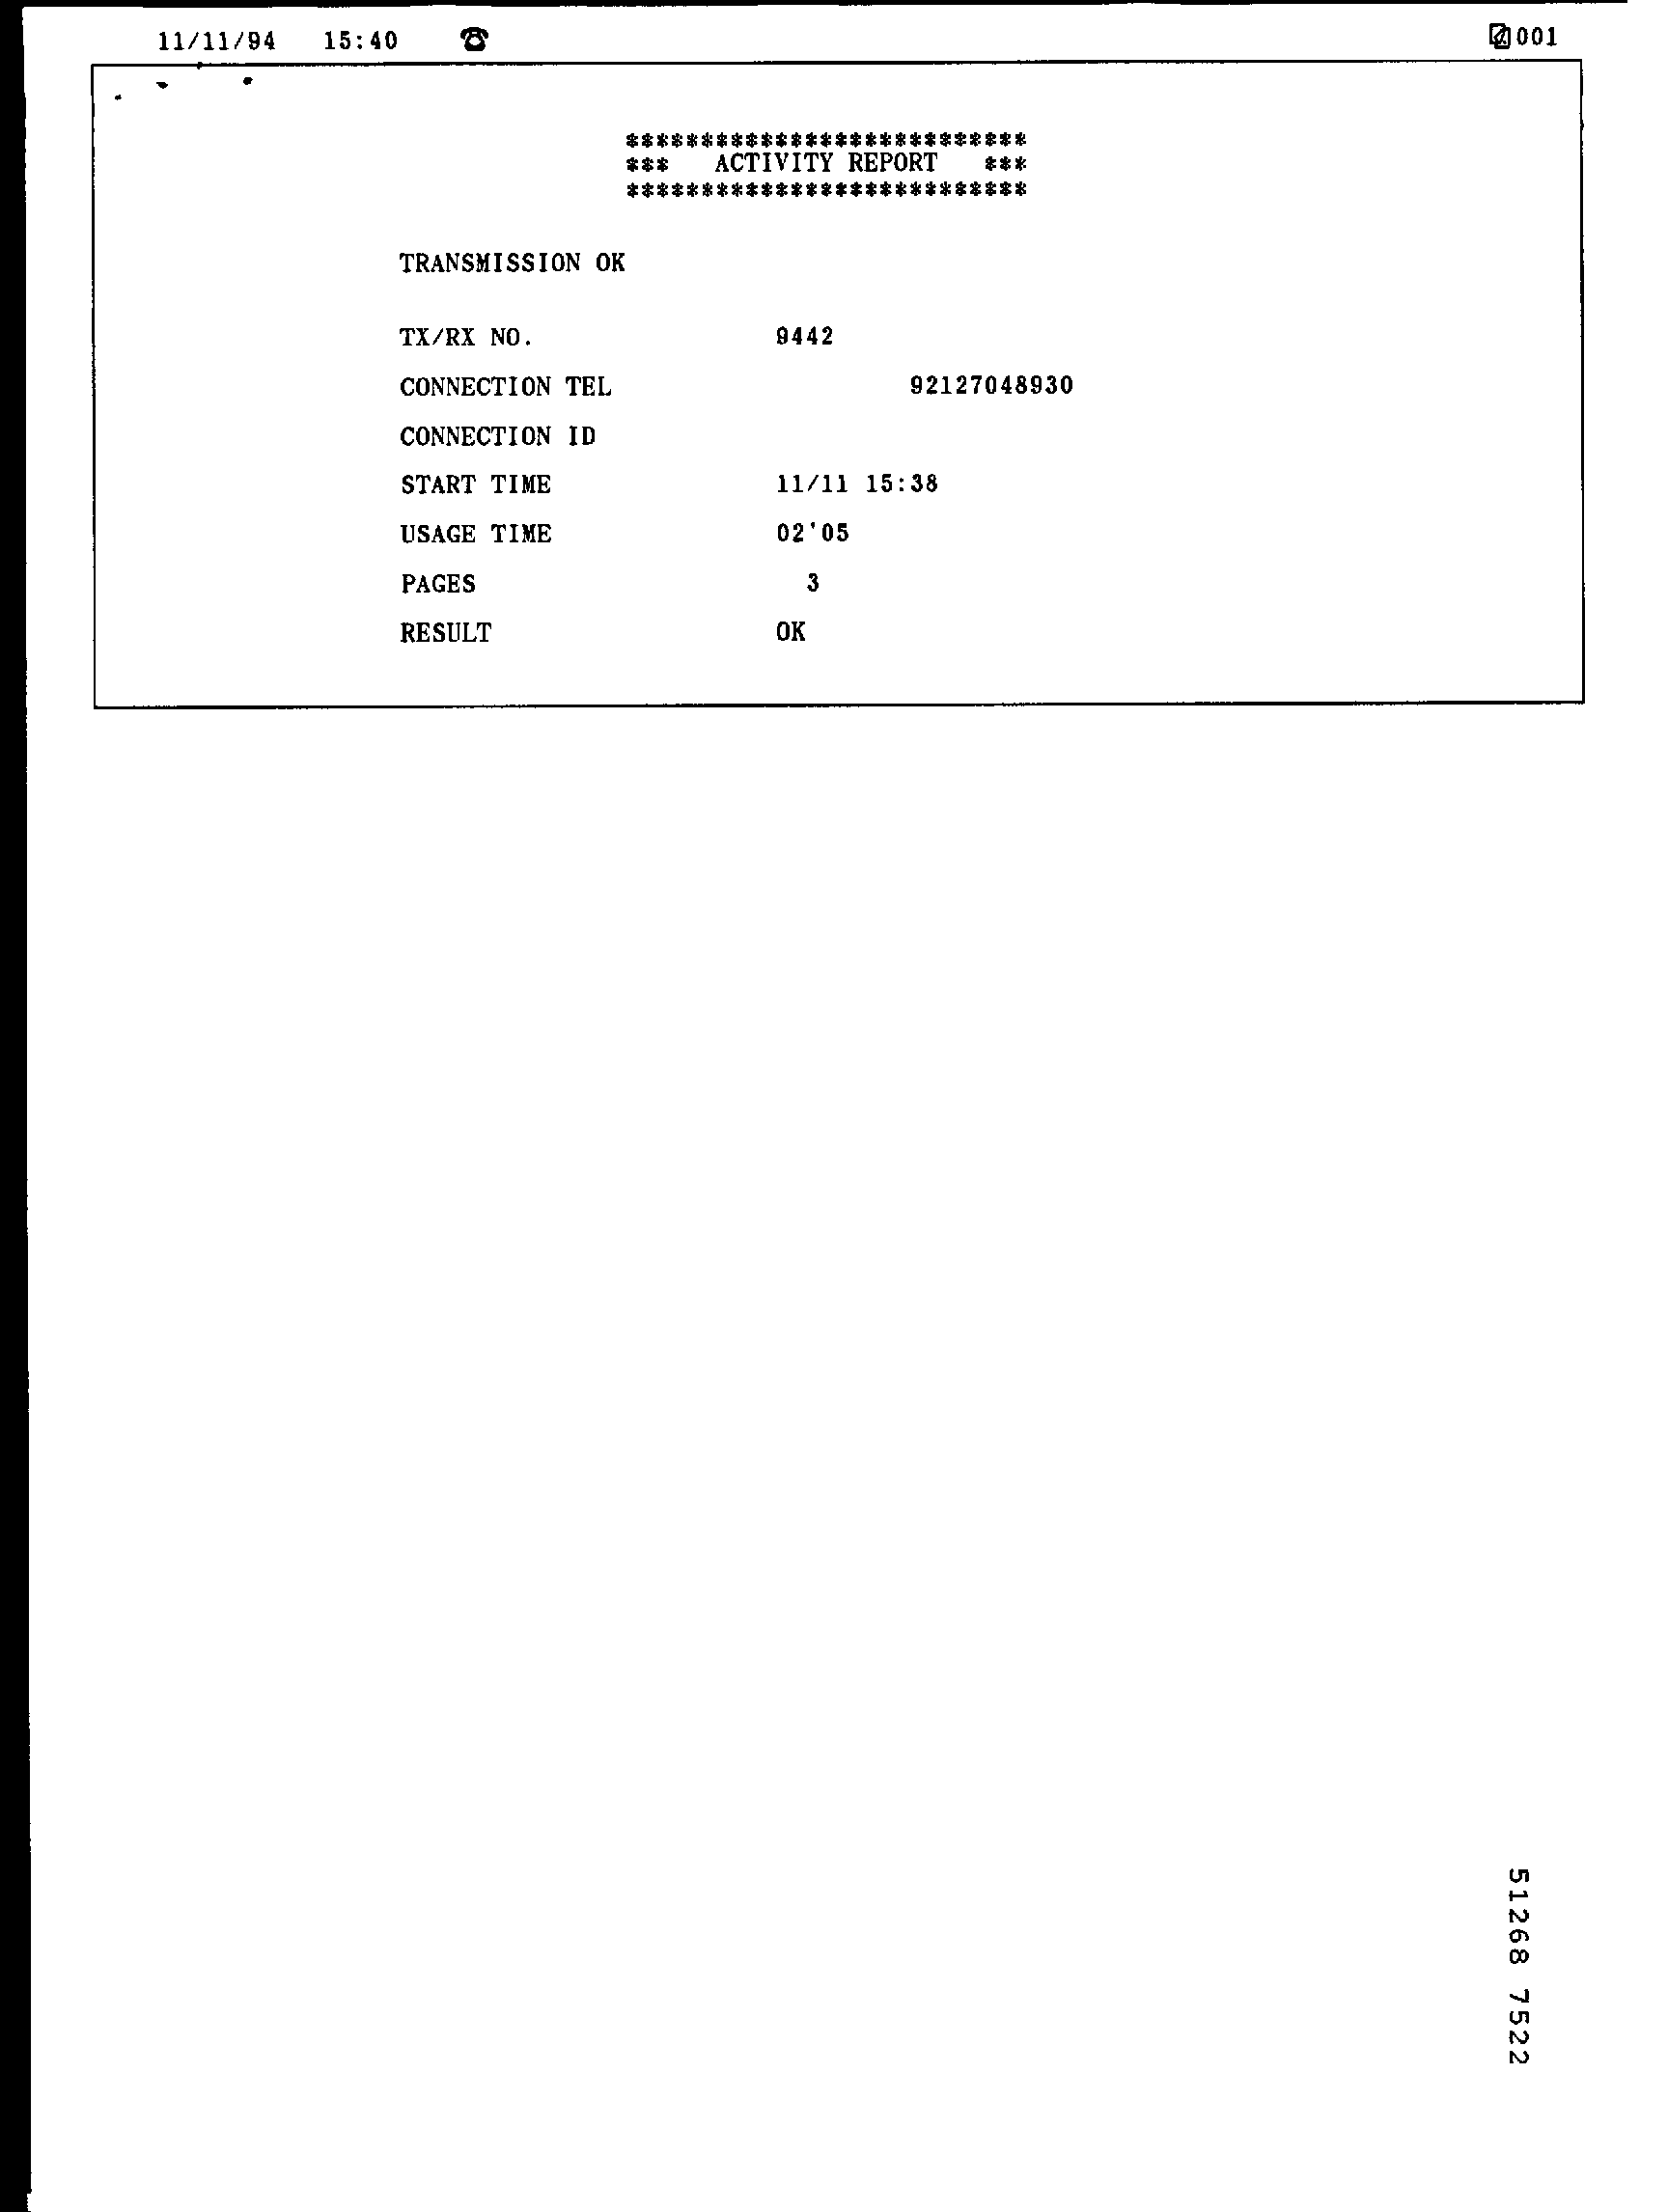 11/11/94 15:40 ☎ 001
***************************
*** ACTIVITY REPORT ***
***************************
TRANSMISSION OK
TX/RX NO. 9442
CONNECTION TEL 92127048930
CONNECTION ID
START TIME 11/11 15:38
USAGE TIME 02'05
PAGES 3
RESULT OK
51268 7522